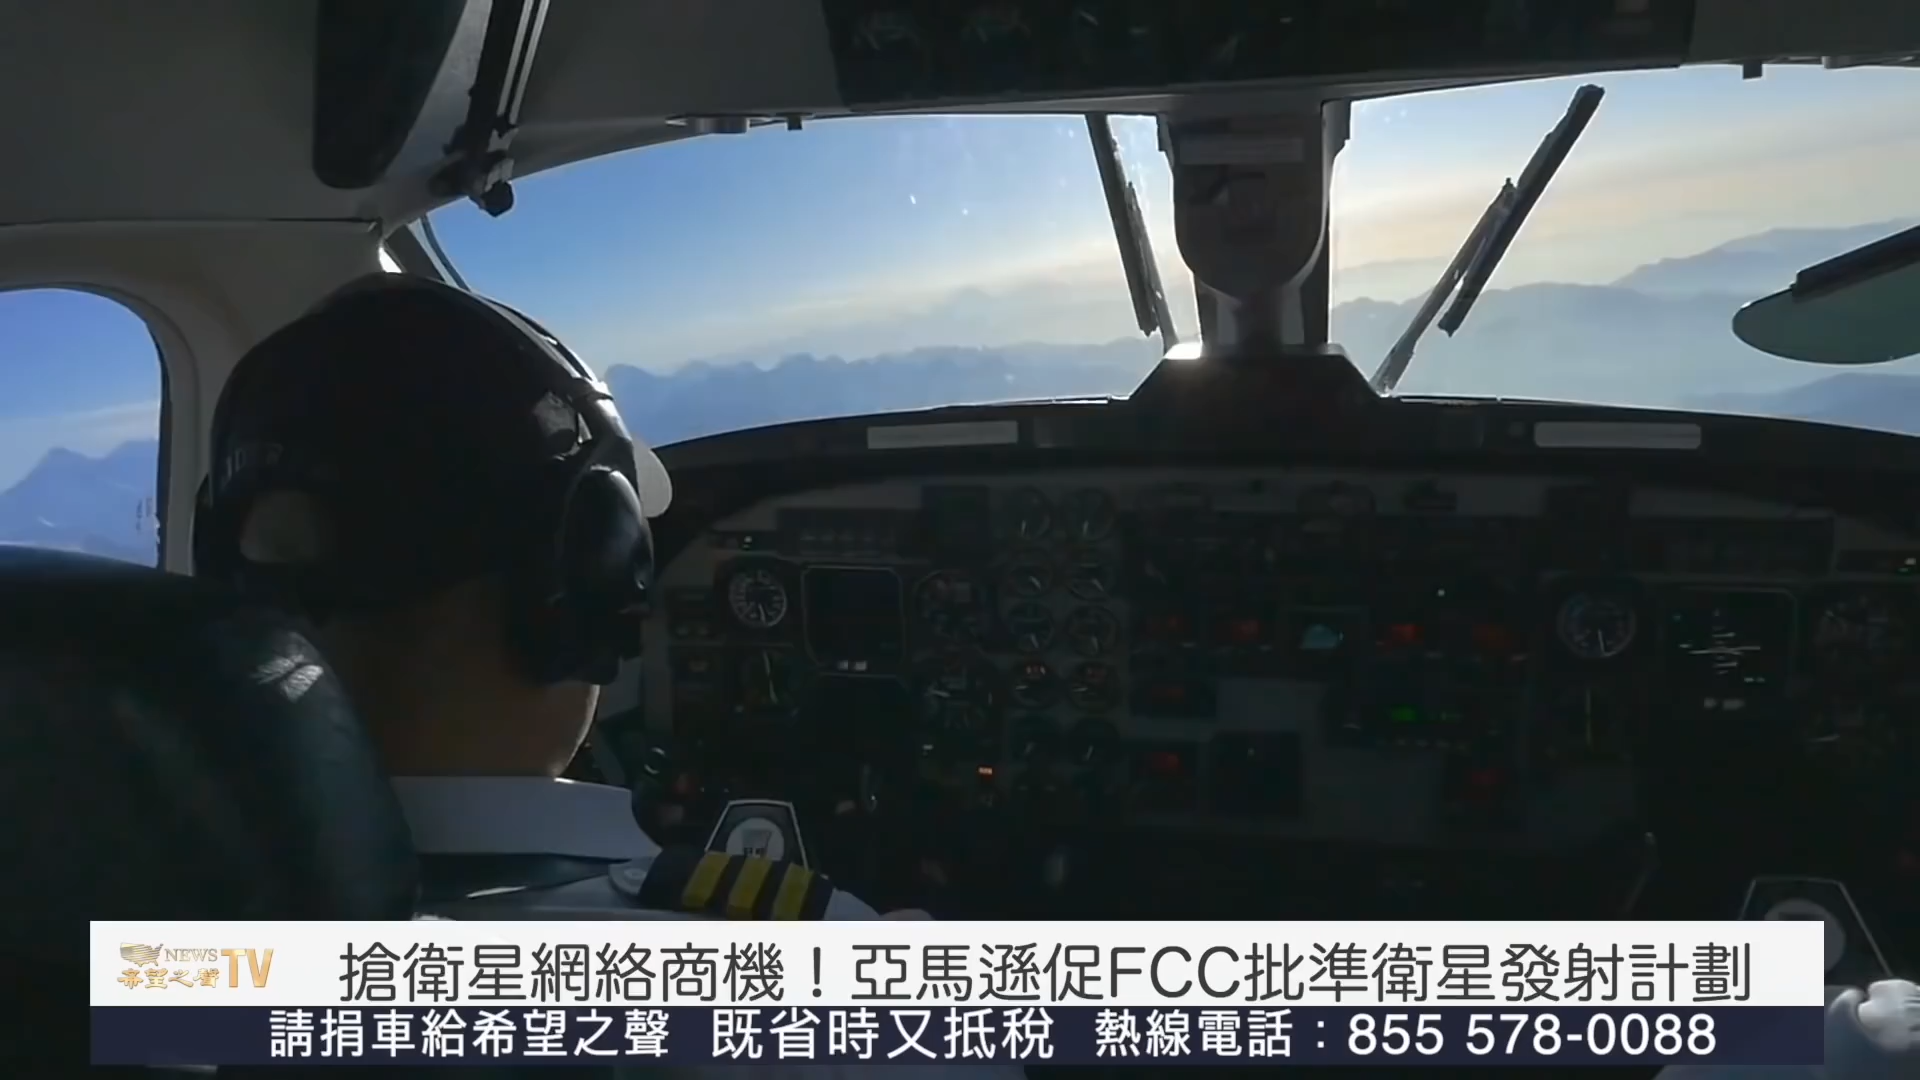 NEWS
希望之聲 TV
搶衛星網絡商機！亞馬遜促FCC批準衛星發射計劃
請捐車給希望之聲 既省時又抵稅 熱線電話：855 578-0088